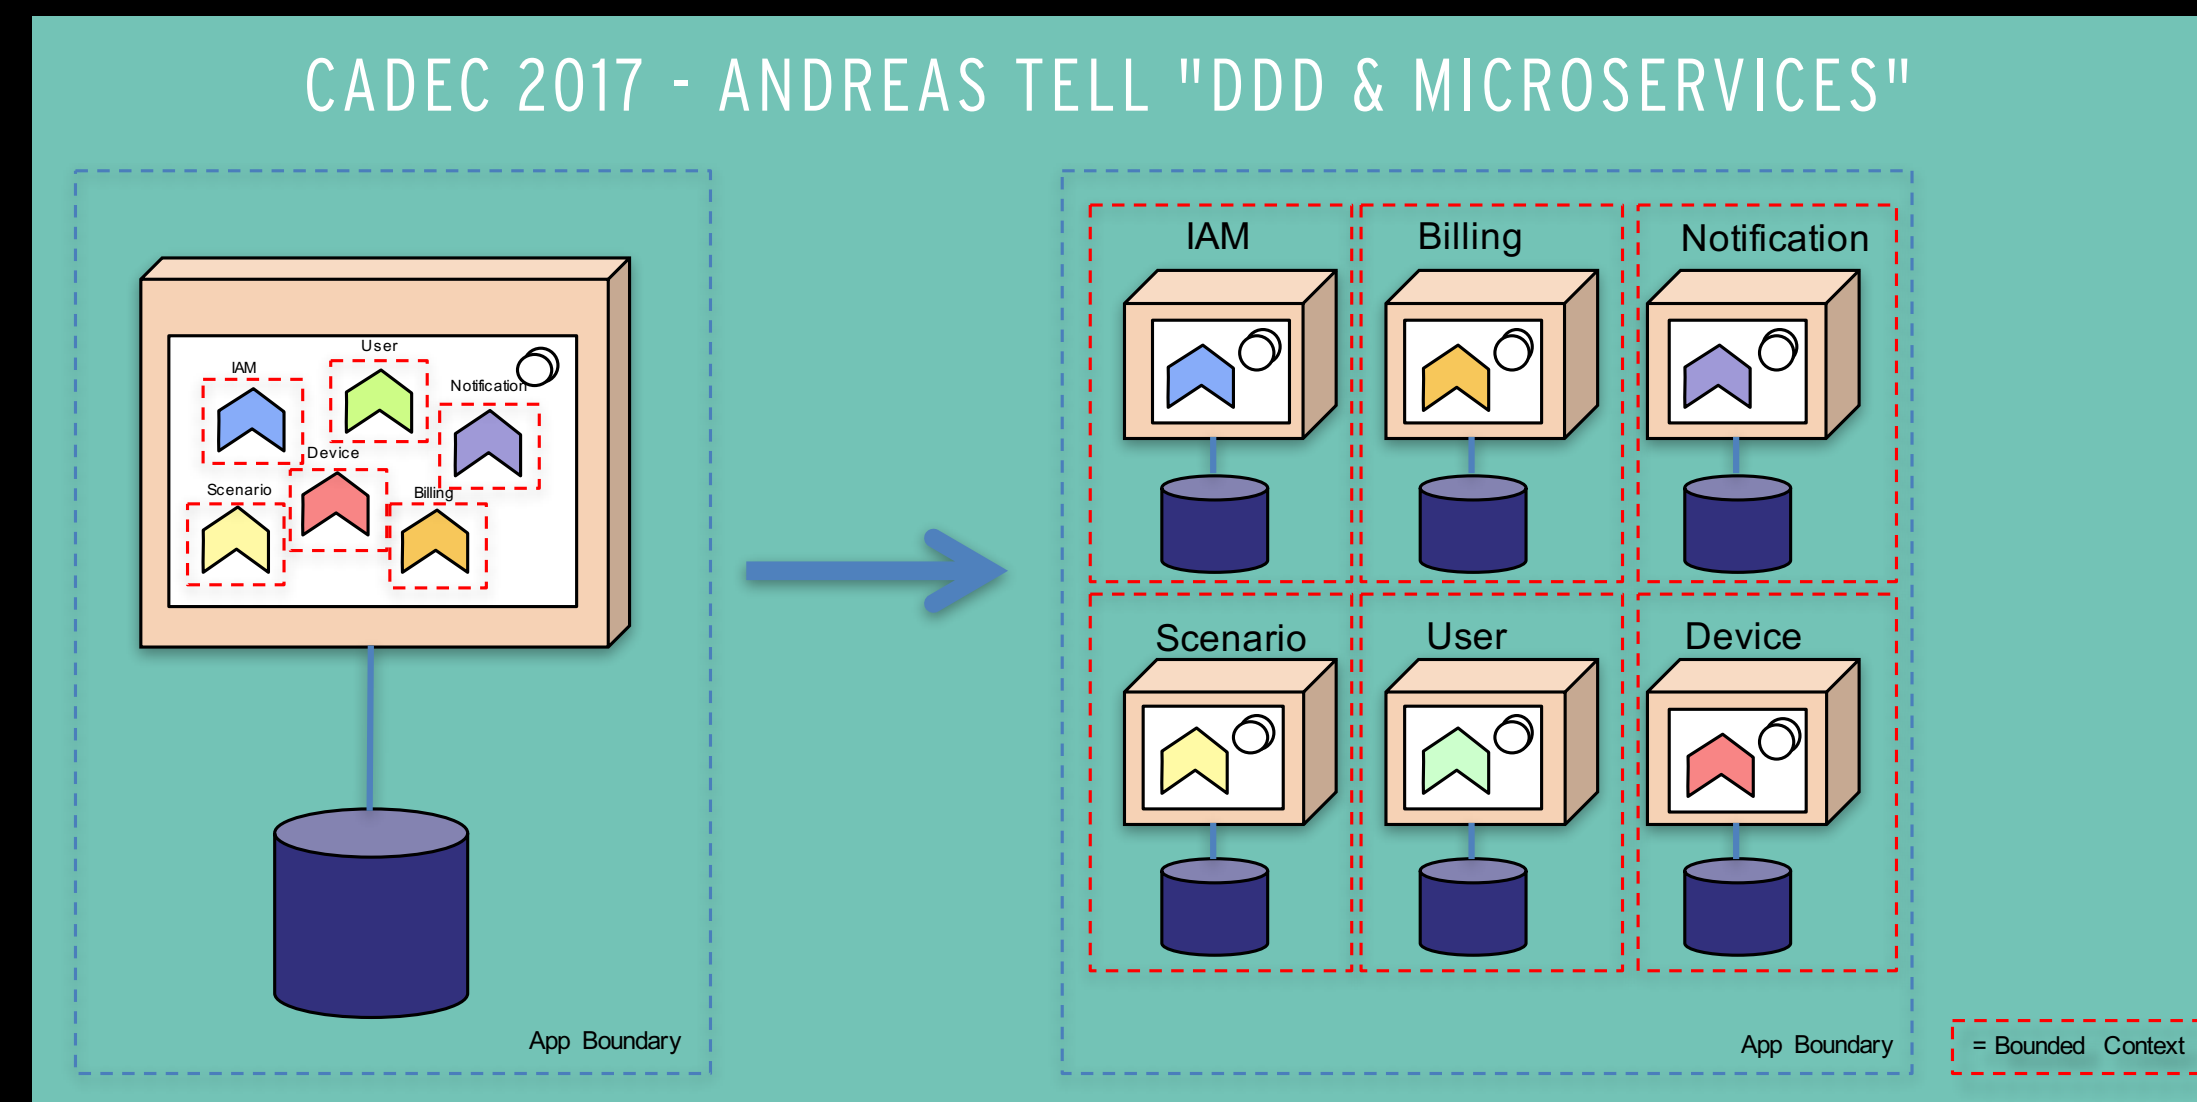 CADEC 2017 - ANDREAS TELL "DDD & MICROSERVICES"
User
IAM
Notification
Device
Scenario
Billing
App Boundary
IAM
Billing
Notification
Scenario
User
Device
App Boundary
= Bounded Context